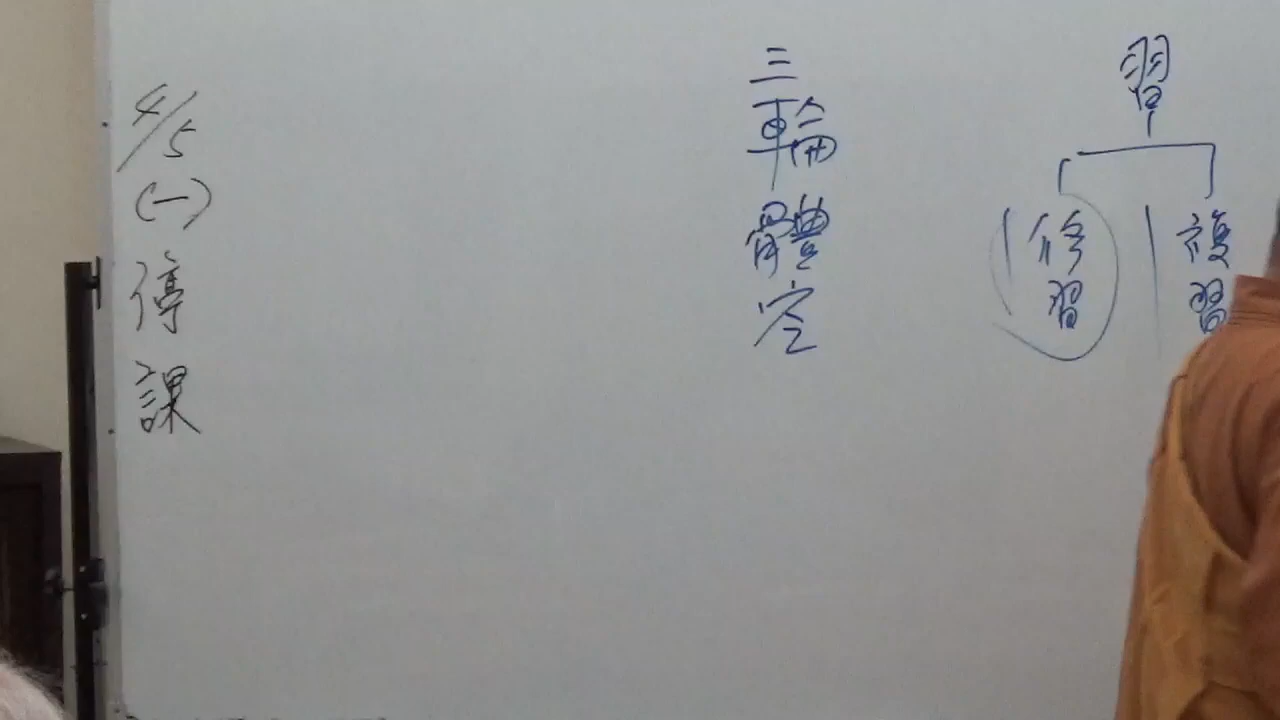 習
複習
修習
三輪體空
4/5(一)停課